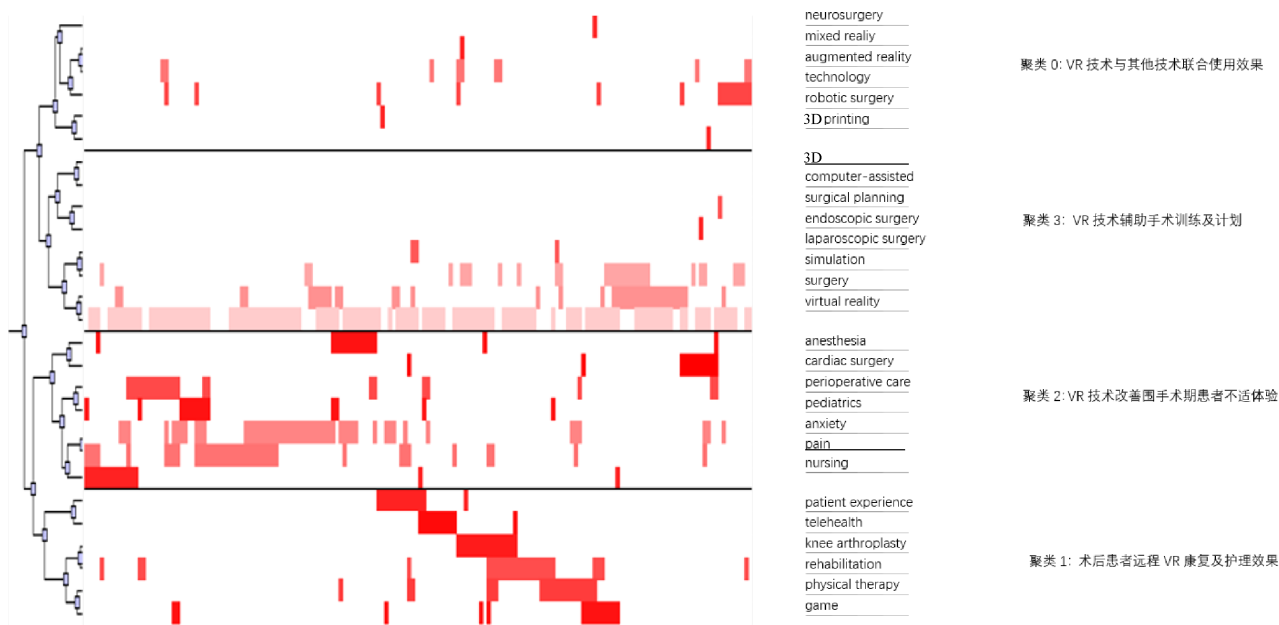 neurosurgery
mixed realiy
augmented reality
technology
robotic surgery
3D printing
聚类 0: VR 技术与其他技术联合使用效果
3D
computer-assisted
surgical planning
endoscopic surgery
laparoscopic surgery
simulation
surgery
virtual reality
聚类 3: VR 技术辅助手术训练及计划
anesthesia
cardiac surgery
perioperative care
pediatrics
anxiety
pain
nursing
聚类 2: VR 技术改善围手术期患者不适体验
patient experience
telehealth
knee arthroplasty
rehabilitation
physical therapy
game
聚类 1: 术后患者远程 VR 康复及护理效果